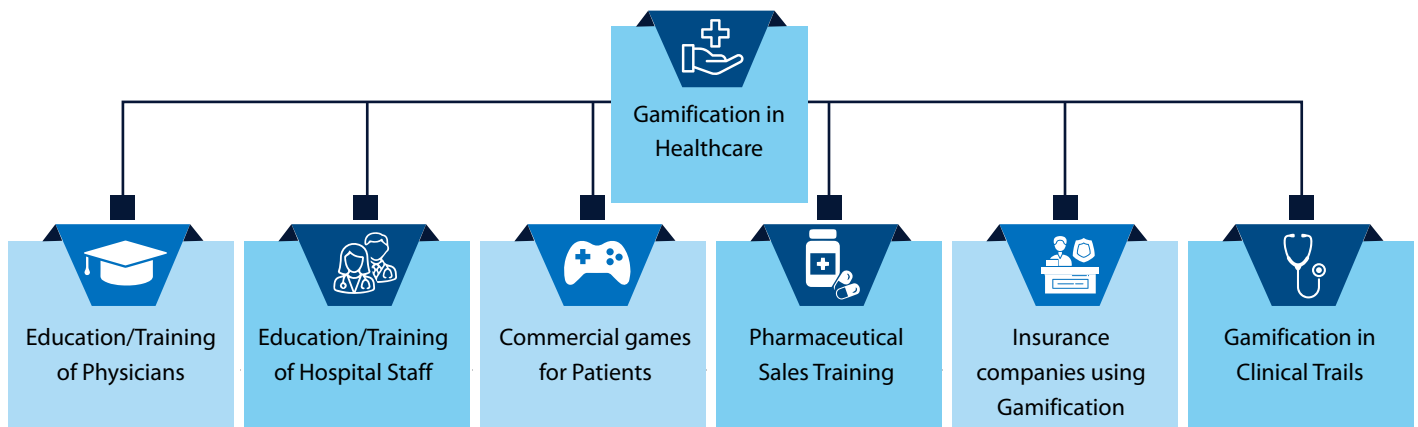 Gamification in
Healthcare
Education/Training
of Physicians
Education/Training
of Hospital Staff
Commercial games
for Patients
Pharmaceutical
Sales Training
Insurance
companies using
Gamification
Gamification in
Clinical Trails